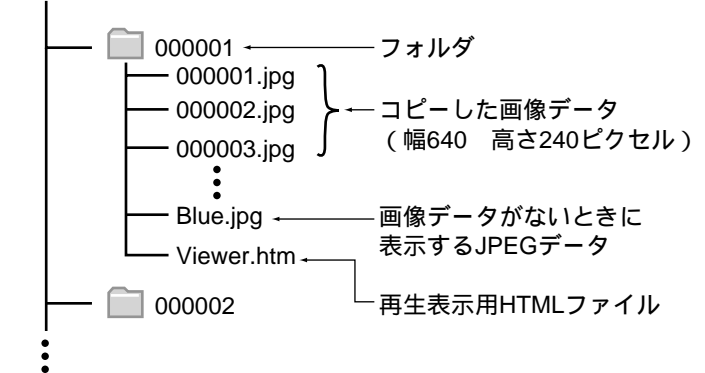 000001 フォルダ
000001.jpg
000002.jpg コピーした画像データ
000003.jpg （幅640　高さ240ピクセル）
Blue.jpg 画像データがないときに
表示するJPEGデータ
Viewer.htm
000002 再生表示用HTMLファイル